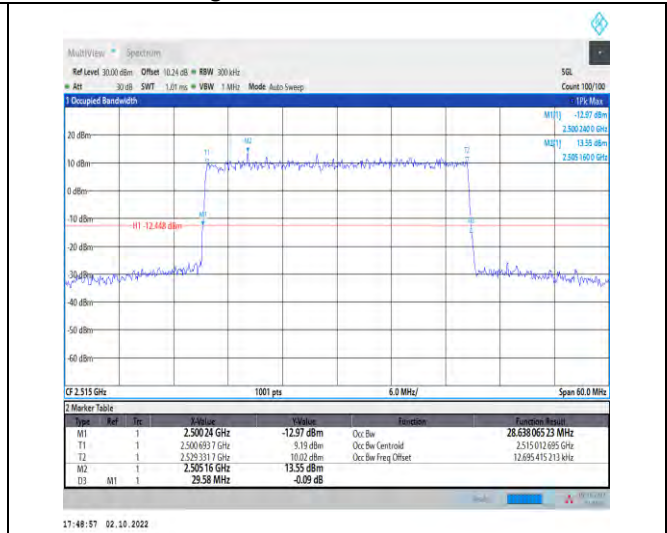 MultiView Spectrum
Ref Level 30.00 dBm Offset 10.24 dB RBW 300 kHz SGL
Att 30 dB SWT 1.01 ms VBW 1 MHz Mode Auto Sweep Count 100/100
1 Occupied Bandwidth 1Pk Max
M1[1] -12.97 dBm
2.500 240 0 GHz
M2[1] 13.55 dBm
2.505 160 0 GHz
20 dBm
10 dBm
0 dBm
-10 dBm
H1 -12.448 dBm
-20 dBm
-30 dBm
-40 dBm
-50 dBm
-60 dBm
T1
M2
T2
M1
CF 2.515 GHz 1001 pts 6.0 MHz/ Span 60.0 MHz
2 Marker Table
Type Ref Trc X-Value Y-Value Function Function Result
M1 1 2.500 24 GHz -12.97 dBm Occ Bw 28.638 065 23 MHz
T1 1 2.500 693 7 GHz 9.19 dBm Occ Bw Centroid 2.515 012 695 GHz
T2 1 2.529 331 7 GHz 10.02 dBm Occ Bw Freq Offset 12.695 415 213 kHz
M2 1 2.505 16 GHz 13.55 dBm
D3 M1 1 29.58 MHz -0.09 dB
17:48:57 02.10.2022